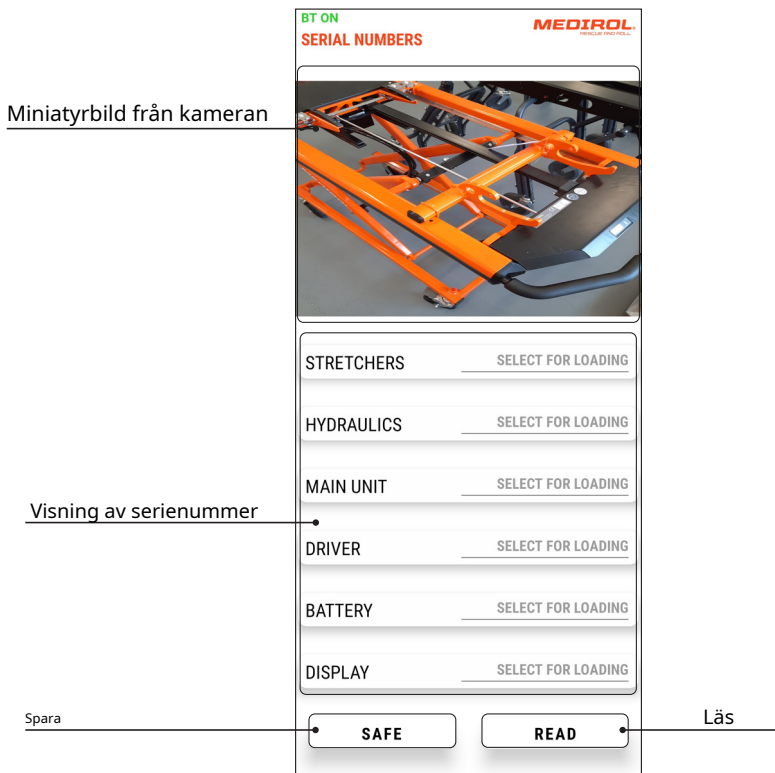 BT ON
SERIAL NUMBERS
MEDIROL®
RESCUE AND ROLL
Miniatyrbild från kameran
STRETCHERS SELECT FOR LOADING
HYDRAULICS SELECT FOR LOADING
MAIN UNIT SELECT FOR LOADING
Visning av serienummer
DRIVER SELECT FOR LOADING
BATTERY SELECT FOR LOADING
DISPLAY SELECT FOR LOADING
Spara
SAFE
READ
Läs